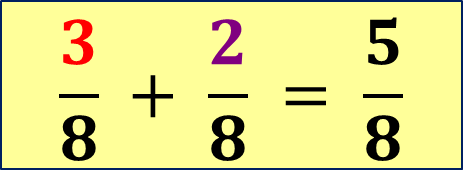 3/8 + 2/8 = 5/8